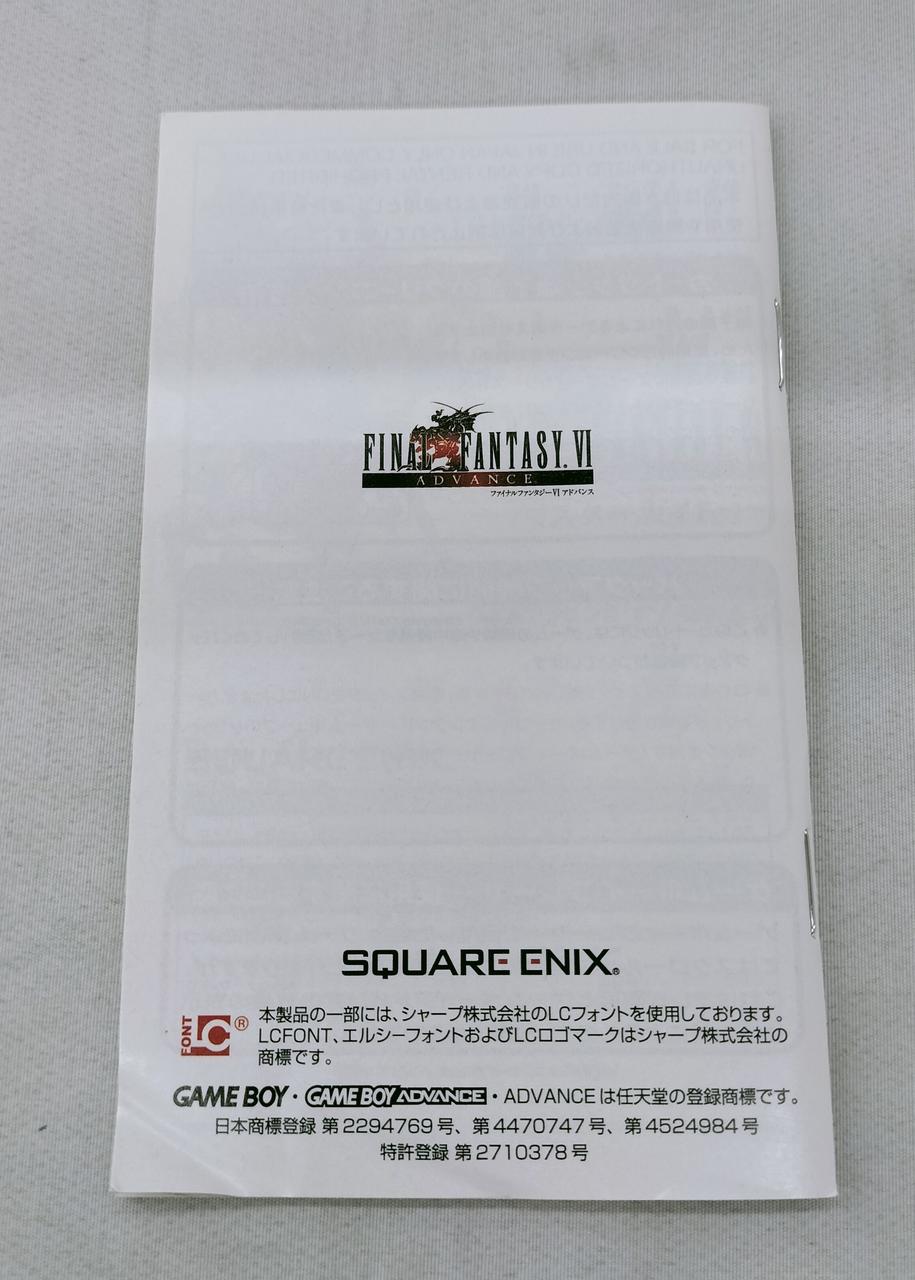 FINAL FANTASY. VI
ADVANCE
ファイナルファンタジーVI アドバンス
SQUARE ENIX®
FONT LC®
本製品の一部には、シャープ株式会社のLCフォントを使用しております。
LCFONT、エルシーフォントおよびLCロゴマークはシャープ株式会社の
商標です。
GAME BOY・GAME BOY ADVANCE・ADVANCEは任天堂の登録商標です。
日本商標登録 第2294769号、第4470747号、第4524984号
特許登録 第2710378号